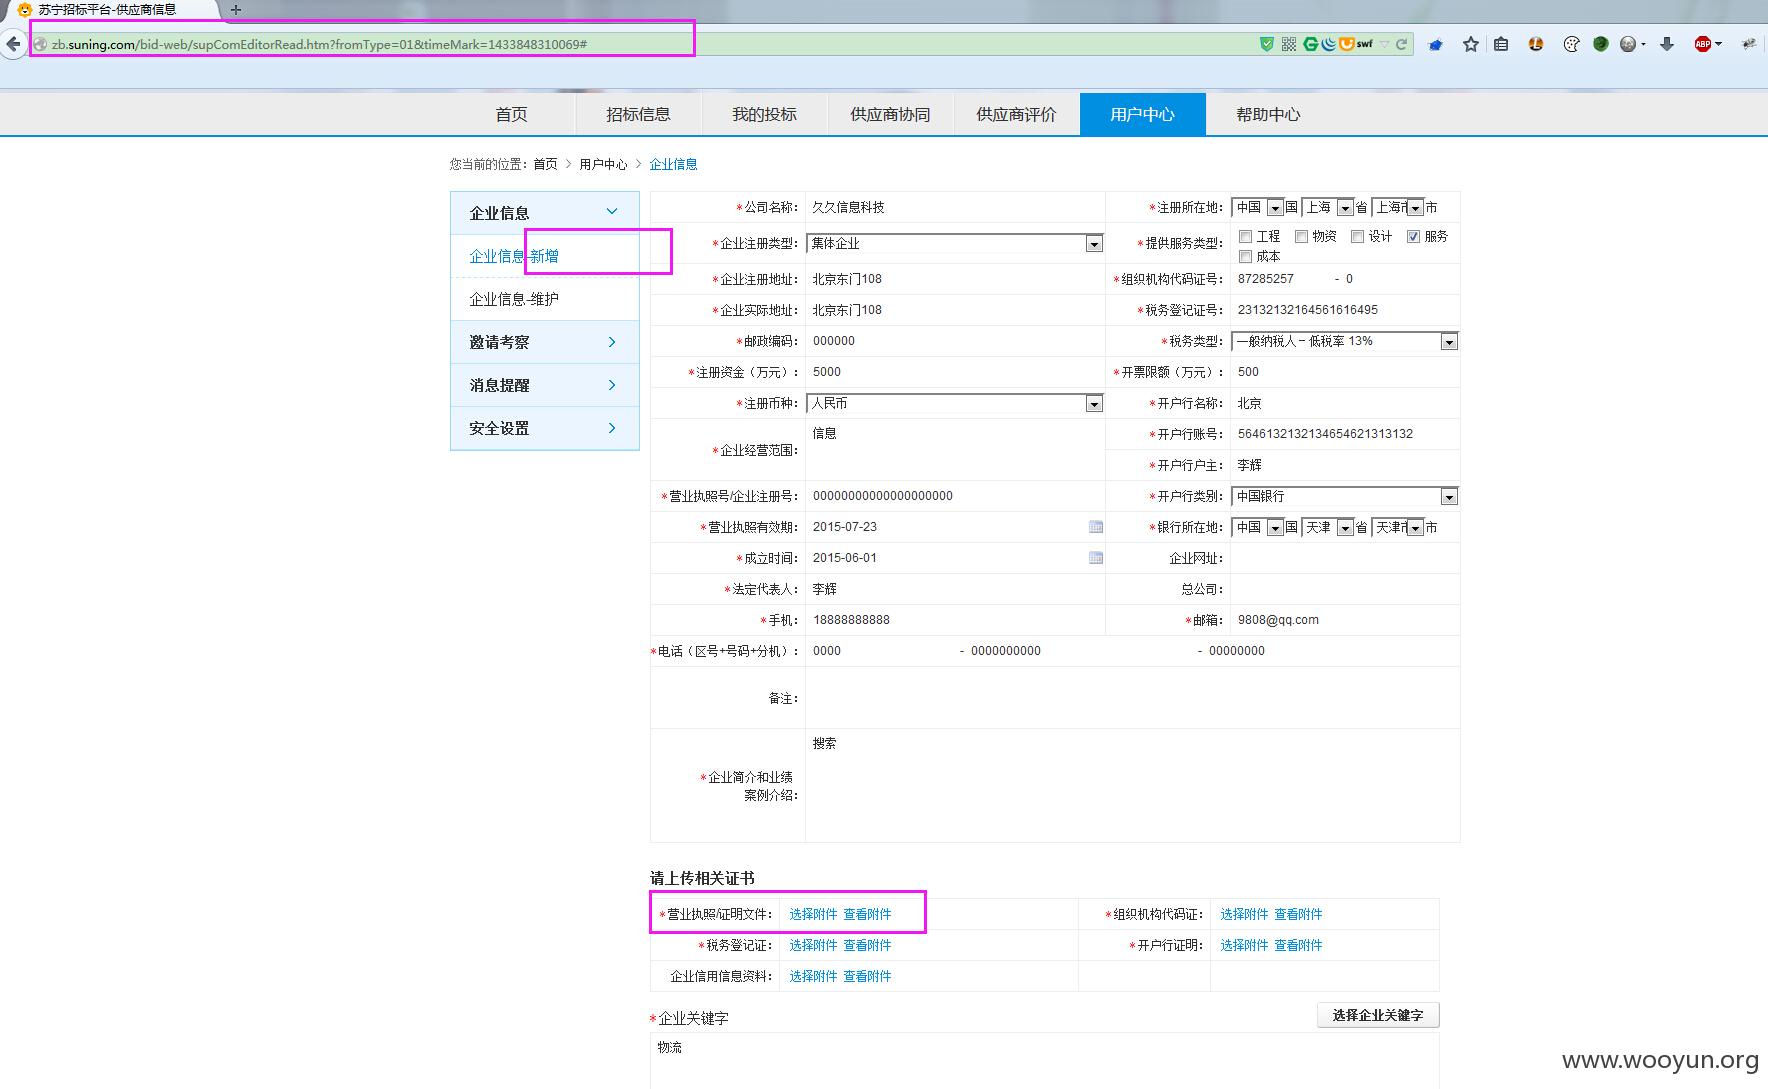 苏宁招标平台-供应商信息
zb.suning.com/bid-web/supComEditorRead.htm?fromType=01&timeMark=1433848310069#
swf
ABP
首页 招标信息 我的投标 供应商协同 供应商评价 用户中心 帮助中心
您当前的位置: 首页 > 用户中心 > 企业信息
企业信息
企业信息-新增
企业信息-维护
邀请考察
消息提醒
安全设置
*公司名称: 久久信息科技 *注册所在地: 中国 国 上海 省 上海市 市
*企业注册类型: 集体企业 *提供服务类型: 工程 物资 设计 服务
成本
*企业注册地址: 北京东门108 *组织机构代码证号: 87285257 - 0
*企业实际地址: 北京东门108 *税务登记证号: 23132132164561616495
*邮政编码: 000000 *税务类型: 一般纳税人－低税率 13%
*注册资金（万元）: 5000 *开票限额（万元）: 500
*注册币种: 人民币 *开户行名称: 北京
*企业经营范围: 信息 *开户行账号: 5646132132134654621313132
*开户行户主: 李辉
*营业执照号/企业注册号: 00000000000000000000 *开户行类别: 中国银行
*营业执照有效期: 2015-07-23 *银行所在地: 中国 国 天津 省 天津市 市
*成立时间: 2015-06-01 企业网址:
*法定代表人: 李辉 总公司:
*手机: 18888888888 *邮箱: 9808@qq.com
*电话（区号+号码+分机）: 0000 - 0000000000 - 00000000
备注:
搜索
*企业简介和业绩
案例介绍:
请上传相关证书
*营业执照/证明文件: 选择附件 查看附件 *组织机构代码证: 选择附件 查看附件
*税务登记证: 选择附件 查看附件 *开户行证明: 选择附件 查看附件
企业信用信息资料: 选择附件 查看附件
*企业关键字 选择企业关键字
物流
www.wooyun.org